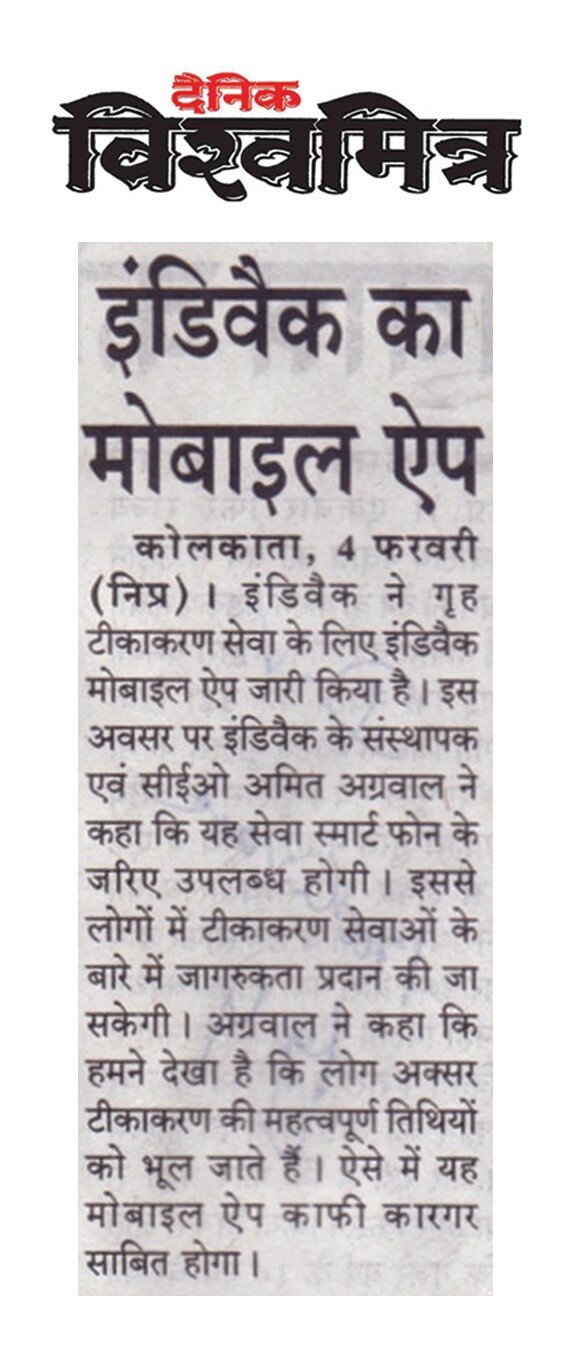 दैनिक
विश्वमित्र
इंडिवैक का
मोबाइल ऐप
कोलकाता, 4 फरवरी
(निप्र)। इंडिवैक ने गृह
टीकाकरण सेवा के लिए इंडिवैक
मोबाइल ऐप जारी किया है। इस
अवसर पर इंडिवैक के संस्थापक
एवं सीईओ अमित अग्रवाल ने
कहा कि यह सेवा स्मार्ट फोन के
जरिए उपलब्ध होगी। इससे
लोगों में टीकाकरण सेवाओं के
बारे में जागरुकता प्रदान की जा
सकेगी। अग्रवाल ने कहा कि
हमने देखा है कि लोग अक्सर
टीकाकरण की महत्वपूर्ण तिथियों
को भूल जाते हैं। ऐसे में यह
मोबाइल ऐप काफी कारगर
साबित होगा।